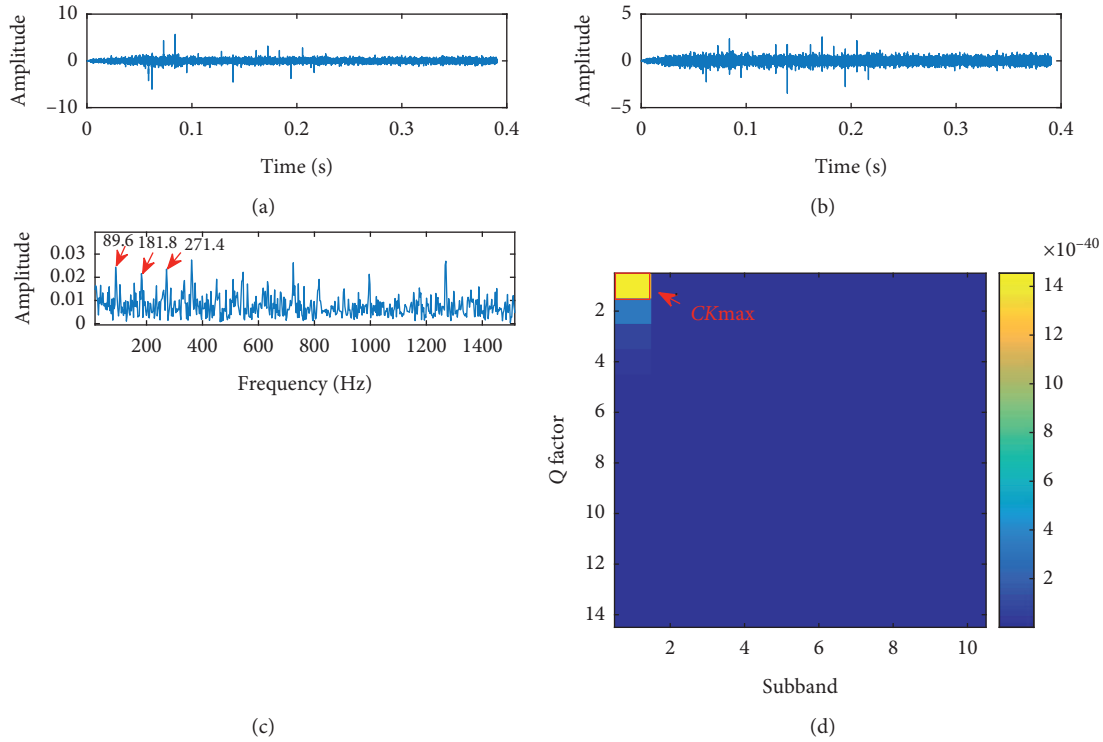 10
0
−10
Amplitude
0 0.1 0.2 0.3 0.4
Time (s)
(a)
5
0
−5
Amplitude
0 0.1 0.2 0.3 0.4
Time (s)
(b)
89.6 181.8 271.4
0.03
0.02
0.01
0
Amplitude
200 400 600 800 1000 1200 1400
Frequency (Hz)
(c)
×10⁻⁴⁰
CKmax
2
4
6
8
10
12
14
Q factor
2 4 6 8 10
Subband
14
12
10
8
6
4
2
(d)